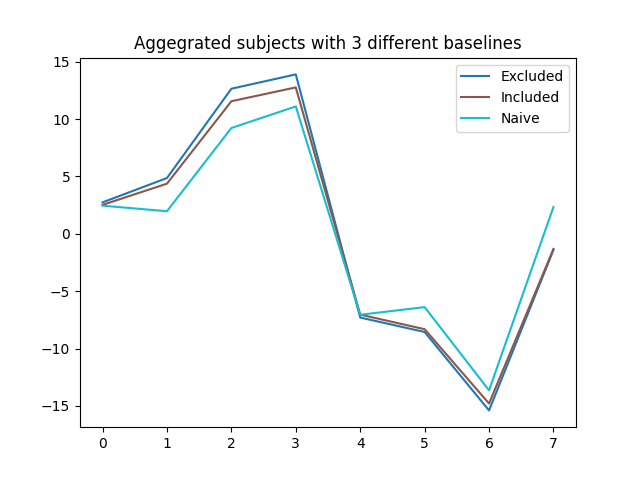 Aggegrated subjects with 3 different baselines
15
10
5
0
−5
−10
−15
Excluded
Included
Naive
0 1 2 3 4 5 6 7